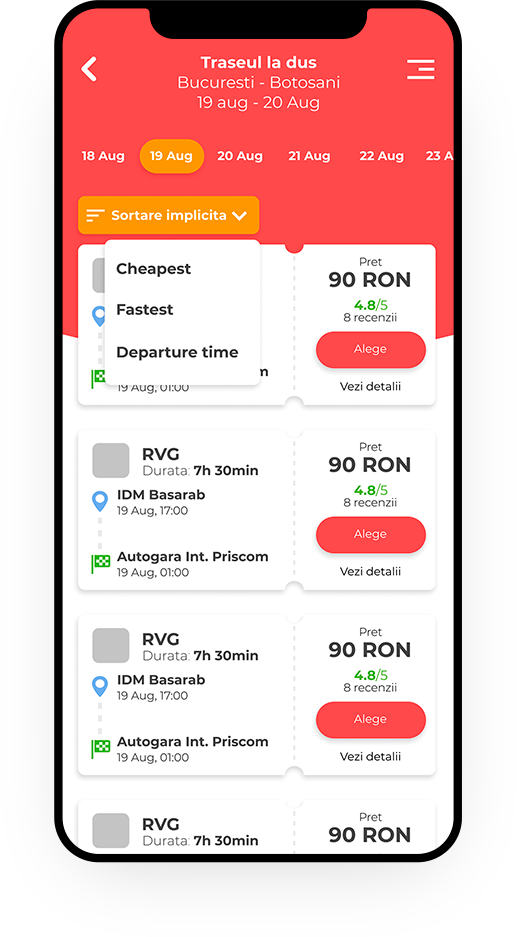 Traseul la dus
Bucuresti - Botosani
19 aug - 20 Aug
18 Aug 19 Aug 20 Aug 21 Aug 22 Aug 23 A
Sortare implicita
Cheapest
Fastest
Departure time
m
19 Aug, 01:00
Pret
90 RON
4.8/5
8 recenzii
Alege
Vezi detalii
RVG
Durata: 7h 30min
IDM Basarab
19 Aug, 17:00
Autogara Int. Priscom
19 Aug, 01:00
Pret
90 RON
4.8/5
8 recenzii
Alege
Vezi detalii
RVG
Durata: 7h 30min
IDM Basarab
19 Aug, 17:00
Autogara Int. Priscom
19 Aug, 01:00
Pret
90 RON
4.8/5
8 recenzii
Alege
Vezi detalii
RVG
Durata: 7h 30min
Pret
90 RON